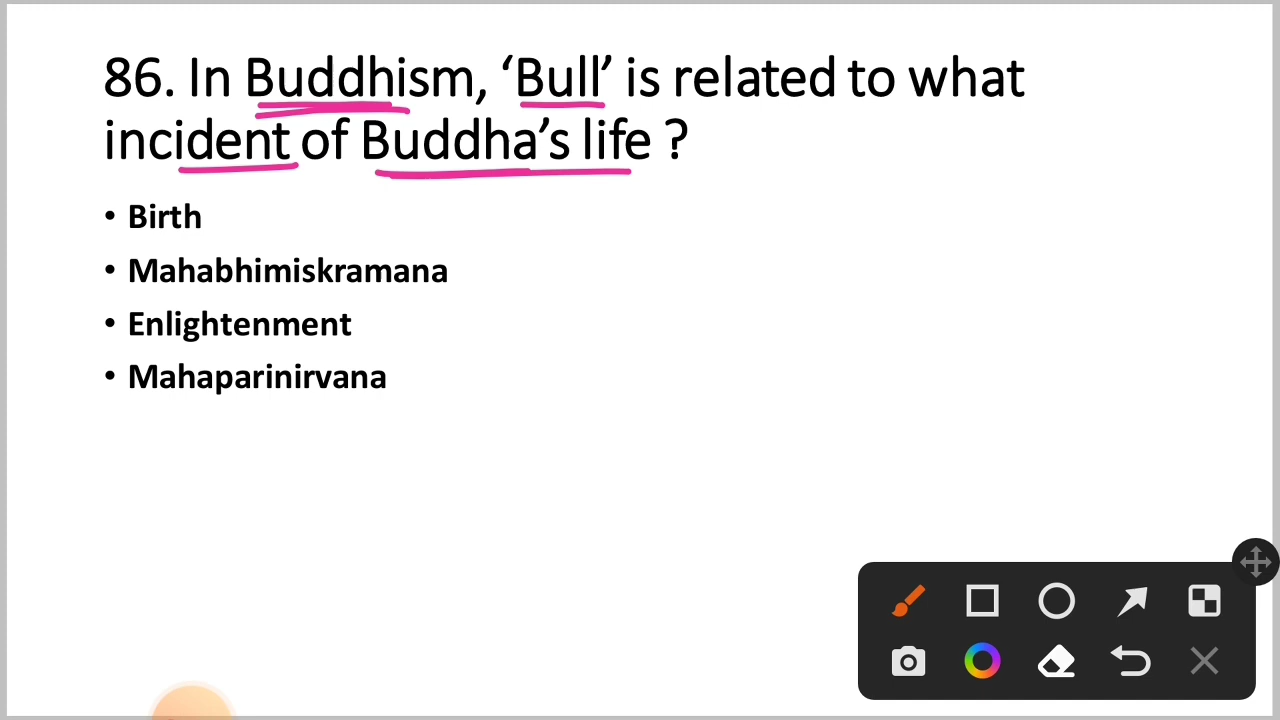 86. In Buddhism, ‘Bull’ is related to what
incident of Buddha’s life ?
• Birth
• Mahabhimiskramana
• Enlightenment
• Mahaparinirvana